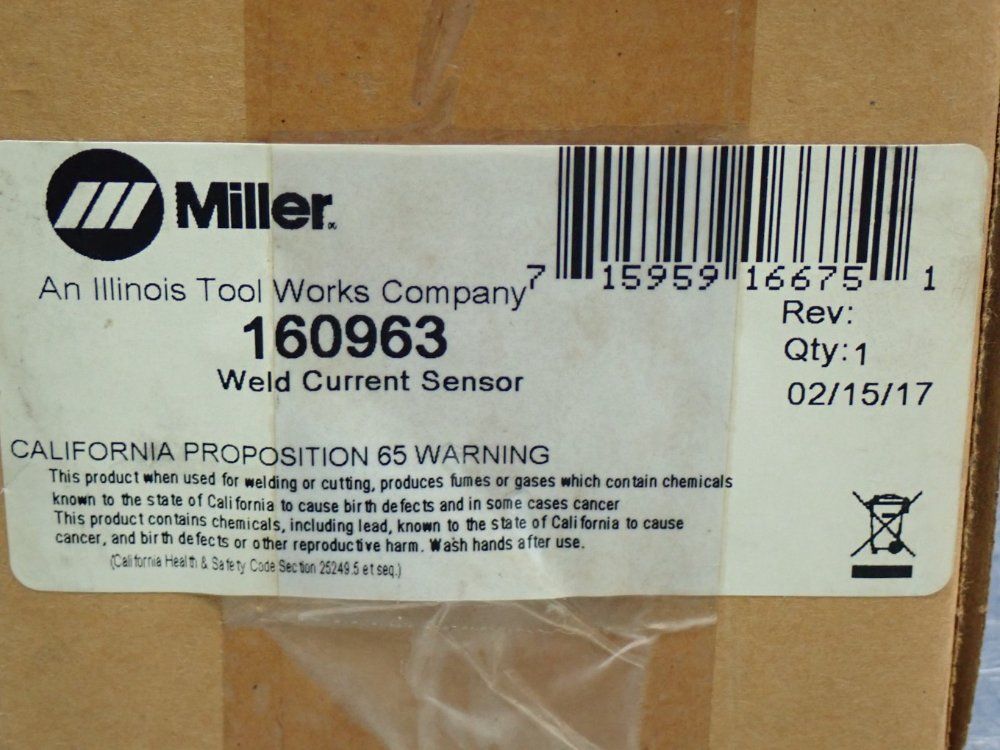 Miller®
An Illinois Tool Works Company
7 15959 16675 1
160963
Weld Current Sensor
Rev:
Qty:1
02/15/17
CALIFORNIA PROPOSITION 65 WARNING
This product when used for welding or cutting, produces fumes or gases which contain chemicals
known to the state of California to cause birth defects and in some cases cancer
This product contains chemicals, including lead, known to the state of California to cause
cancer, and birth defects or other reproductive harm. Wash hands after use.
(California Health & Safety Code Section 25249.5 et seq.)